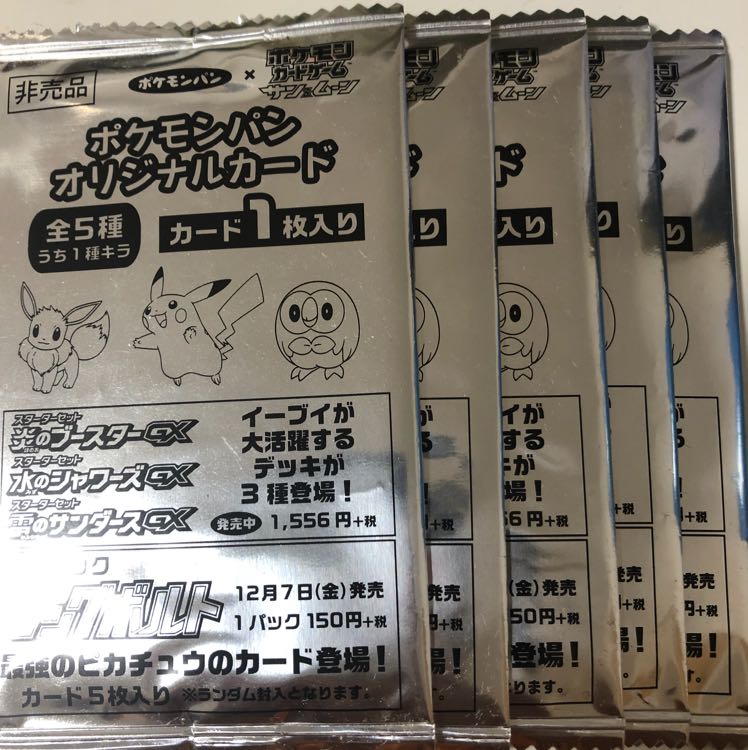 非売品
ポケモンパン
×
ポケモン
カードゲーム
サン&ムーン
ポケモンパン
オリジナルカード
全5種
うち1種キラ
カード1枚入り
スターターセット
炎のブースターGX
スターターセット
水のシャワーズGX
スターターセット
雷のサンダースGX
イーブイが
大活躍する
デッキが
3種登場！
発売中 1,556円+税
ック
ボルト
12月7日(金)発売
1パック 150円+税
最強のピカチュウのカード登場！
カード5枚入り ※ランダム封入となります。